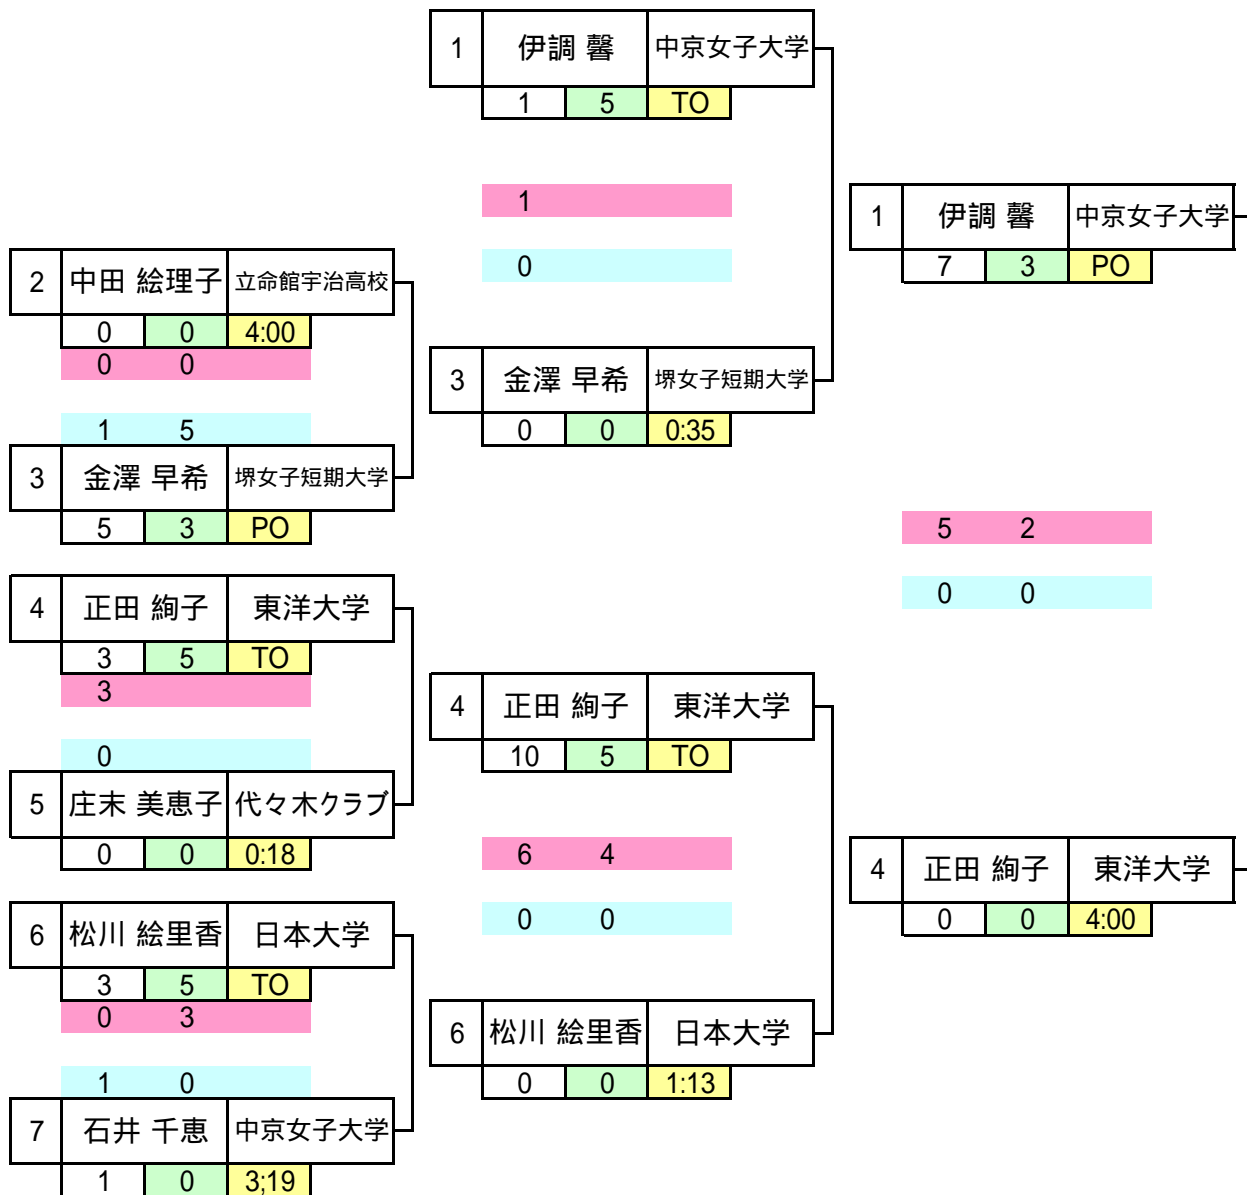 1 伊調 馨 中京女子大学
1 5 TO
1
0
3 金澤 早希 堺女子短期大学
0 0 0:35
2 中田 絵理子 立命館宇治高校
0 0 4:00
0 0
1 5
3 金澤 早希 堺女子短期大学
5 3 PO
4 正田 絢子 東洋大学
3 5 TO
3
0
5 庄末 美恵子 代々木クラブ
0 0 0:18
6 松川 絵里香 日本大学
3 5 TO
0 3
1 0
7 石井 千恵 中京女子大学
1 0 3;19
4 正田 絢子 東洋大学
10 5 TO
6 4
0 0
6 松川 絵里香 日本大学
0 0 1:13
1 伊調 馨 中京女子大学
7 3 PO
5 2
0 0
4 正田 絢子 東洋大学
0 0 4:00